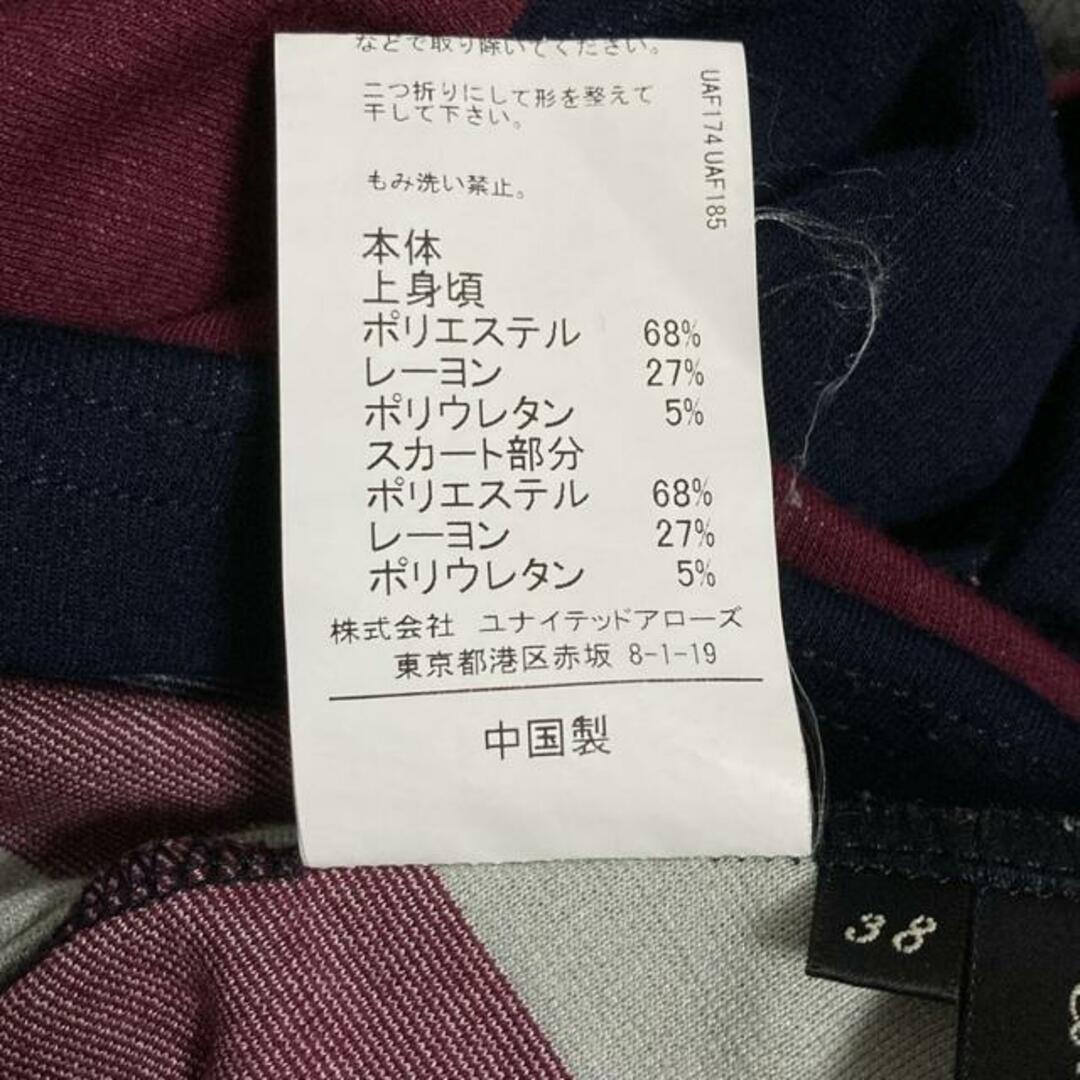 などで取り除いてください。
二つ折りにして形を整えて
干して下さい。
もみ洗い禁止。
本体
上身頃
ポリエステル 68%
レーヨン 27%
ポリウレタン 5%
スカート部分
ポリエステル 68%
レーヨン 27%
ポリウレタン 5%
株式会社 ユナイテッドアローズ
東京都港区赤坂 8-1-19
中国製
UAF174 UAF185
38